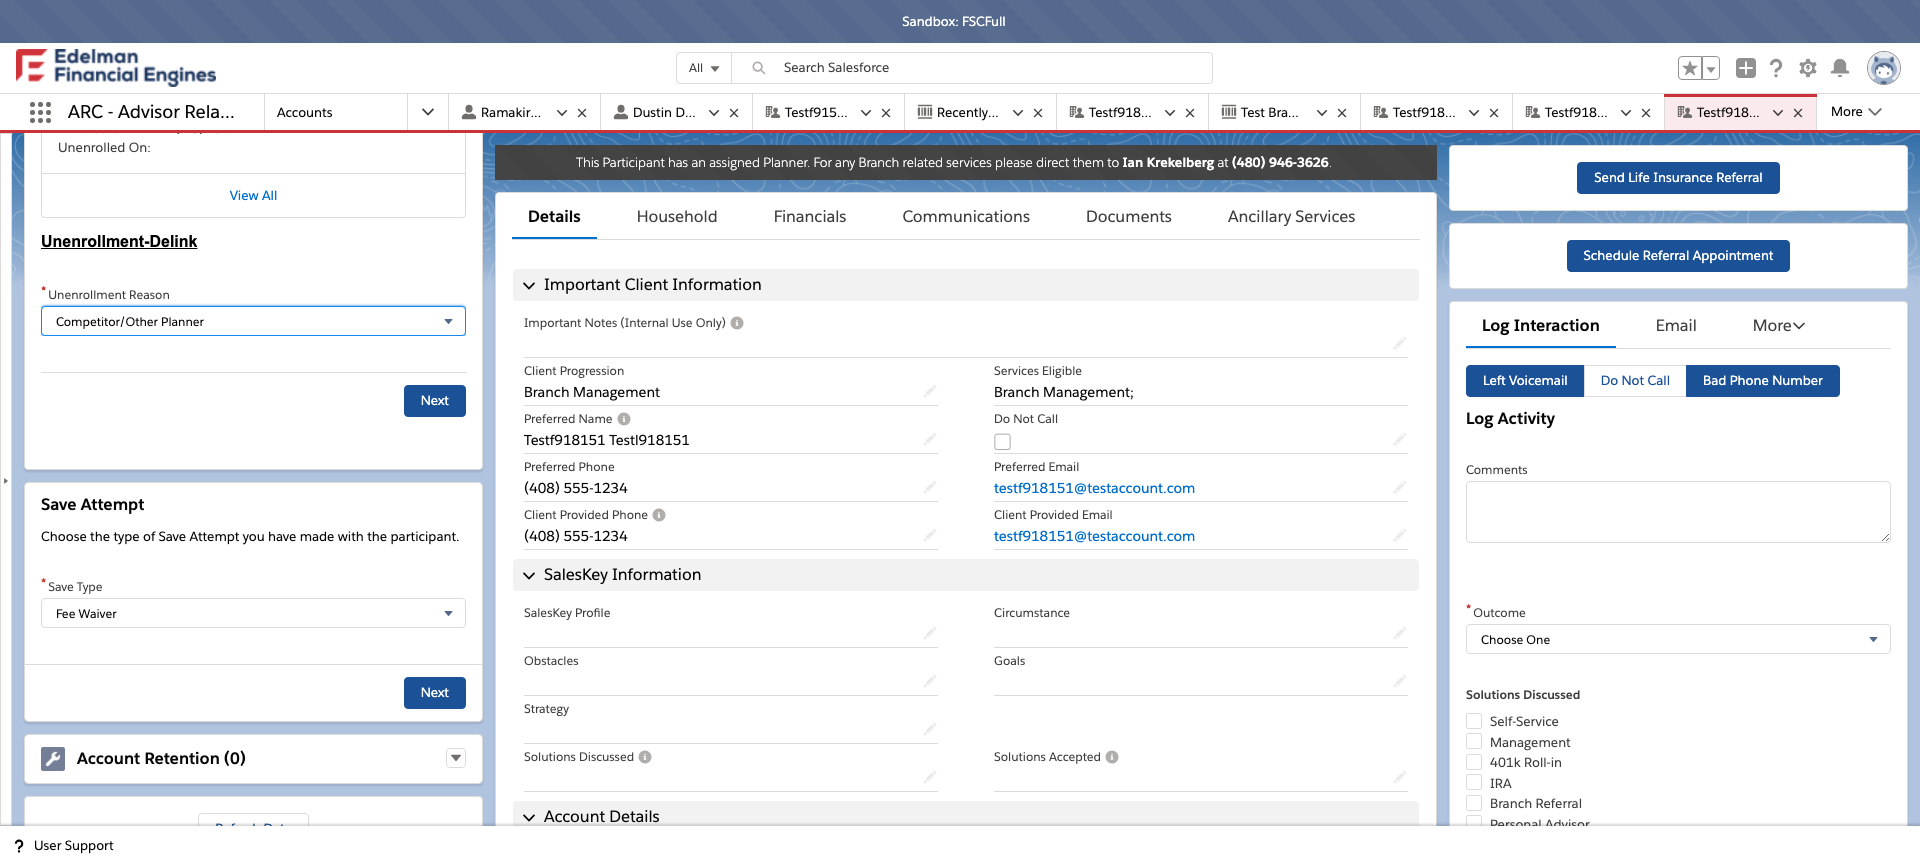 Sandbox: FSCFull
Edelman
Financial Engines
All
Search Salesforce
ARC - Advisor Rela...
Accounts
Ramakir...
Dustin D...
Testf915...
Recently...
Testf918...
Test Bra...
Testf918...
Testf918...
Testf918...
More
Unenrolled On:
View All
Unenrollment-Delink
* Unenrollment Reason
Competitor/Other Planner
Next
Save Attempt
Choose the type of Save Attempt you have made with the participant.
* Save Type
Fee Waiver
Next
Account Retention (0)
This Participant has an assigned Planner. For any Branch related services please direct them to Ian Krekelberg at (480) 946-3626.
Details
Household
Financials
Communications
Documents
Ancillary Services
Important Client Information
Important Notes (Internal Use Only)
Client Progression
Branch Management
Services Eligible
Branch Management;
Preferred Name
Testf918151 Testl918151
Do Not Call
Preferred Phone
(408) 555-1234
Preferred Email
testf918151@testaccount.com
Client Provided Phone
(408) 555-1234
Client Provided Email
testf918151@testaccount.com
SalesKey Information
SalesKey Profile
Circumstance
Obstacles
Goals
Strategy
Solutions Discussed
Solutions Accepted
Account Details
Send Life Insurance Referral
Schedule Referral Appointment
Log Interaction
Email
More
Left Voicemail
Do Not Call
Bad Phone Number
Log Activity
Comments
* Outcome
Choose One
Solutions Discussed
Self-Service
Management
401k Roll-in
IRA
Branch Referral
Personal Advisor
? User Support